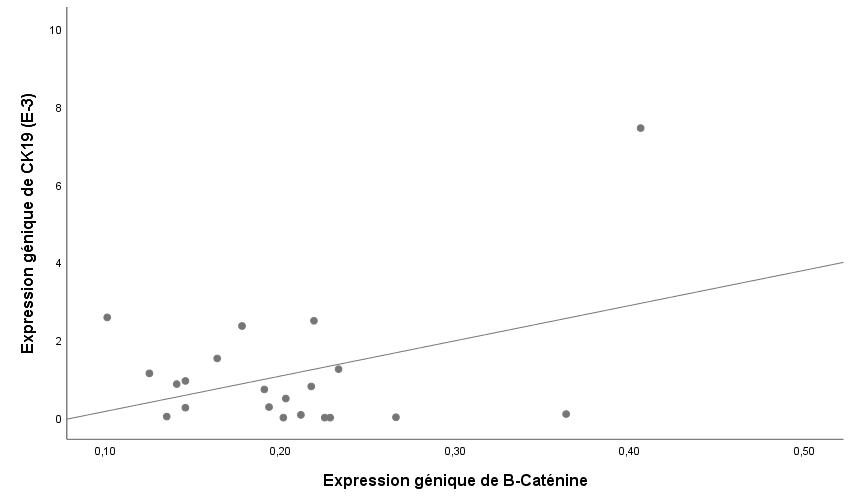 10
8
6
4
2
0
Expression génique de CK19 (E-3)
0,10 0,20 0,30 0,40 0,50
Expression génique de B-Caténine